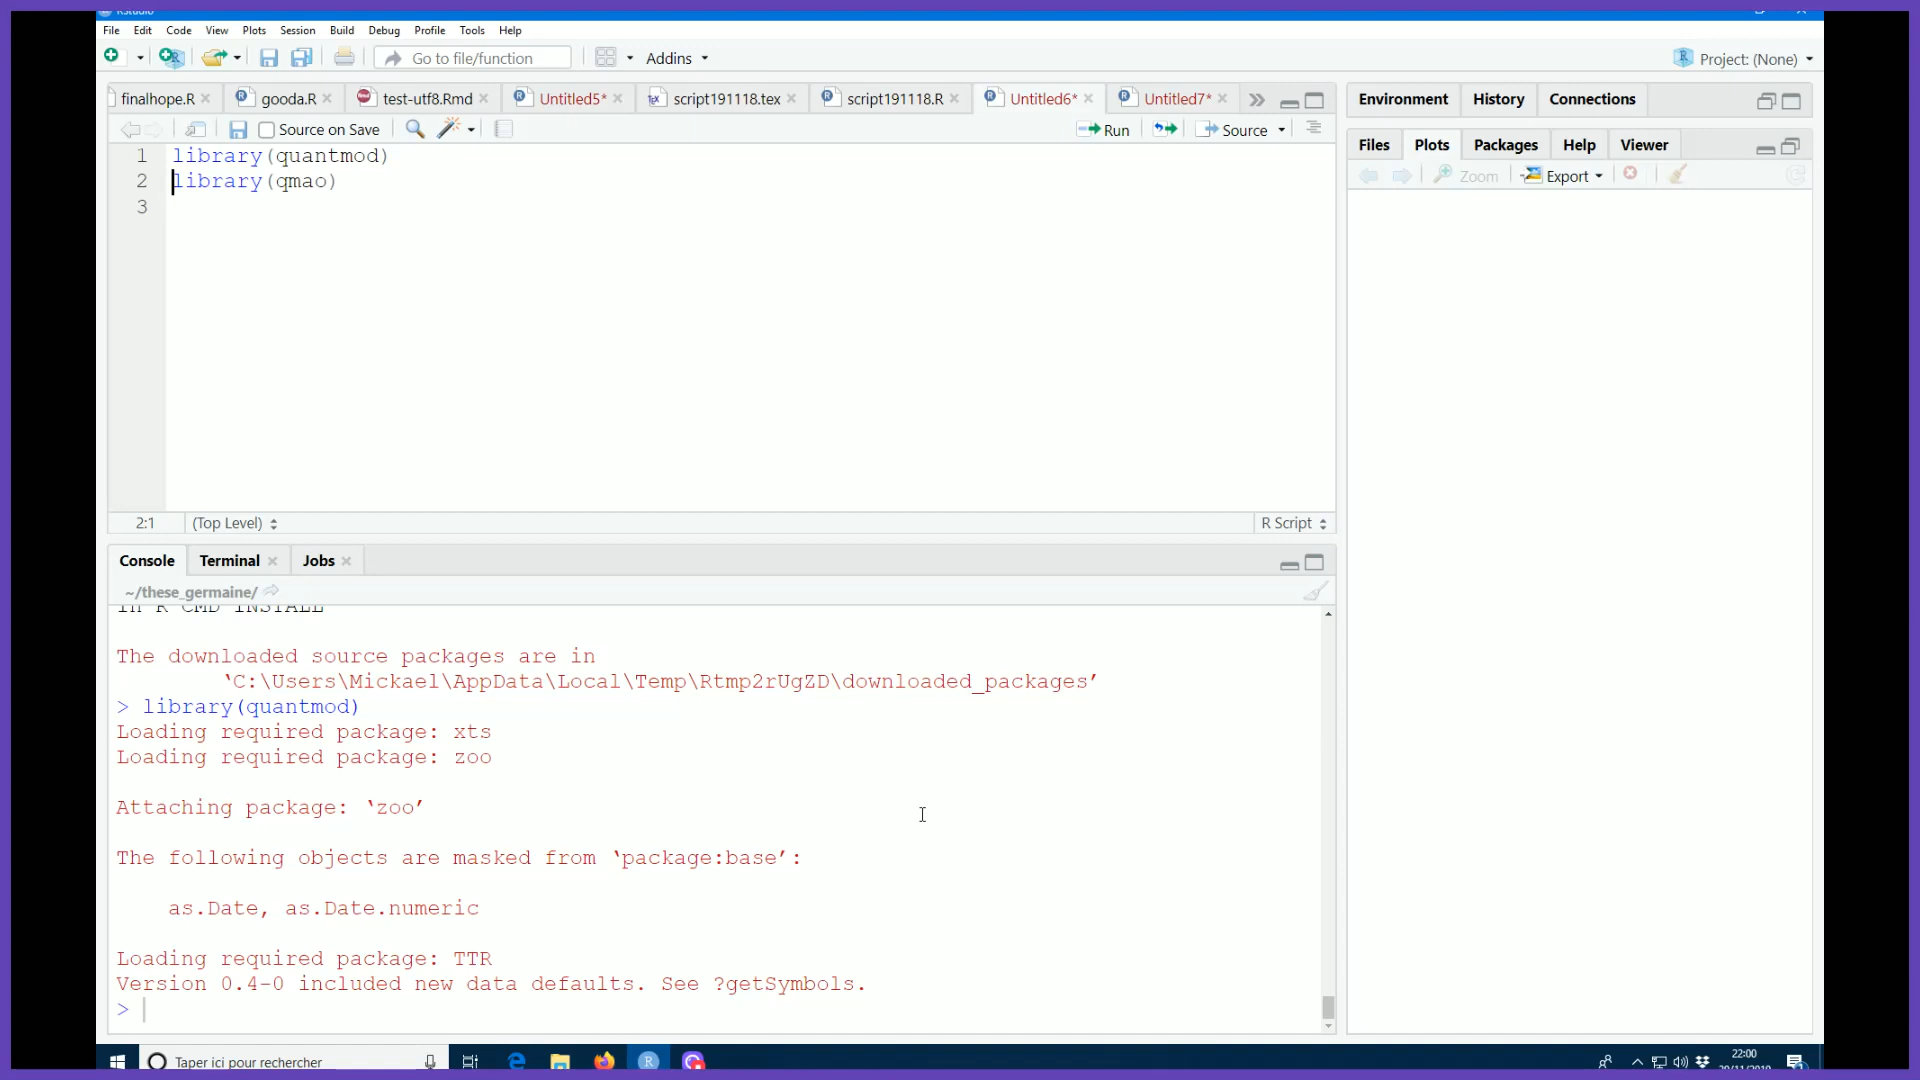 RStudio
File Edit Code View Plots Session Build Debug Profile Tools Help
Go to file/function Addins Project: (None)
finalhope.R gooda.R test-utf8.Rmd Untitled5* script191118.tex script191118.R Untitled6* Untitled7*
Source on Save Run Source
1 library(quantmod)
2 library(qmao)
3
2:1 (Top Level) R Script
Console Terminal Jobs
~/these_germaine/
in R CMD INSTALL
The downloaded source packages are in
‘C:\Users\Mickael\AppData\Local\Temp\Rtmp2rUgZD\downloaded_packages’
> library(quantmod)
Loading required package: xts
Loading required package: zoo
Attaching package: ‘zoo’
The following objects are masked from ‘package:base’:
as.Date, as.Date.numeric
Loading required package: TTR
Version 0.4-0 included new data defaults. See ?getSymbols.
>
Environment History Connections
Files Plots Packages Help Viewer
Zoom Export
Taper ici pour rechercher
22:00